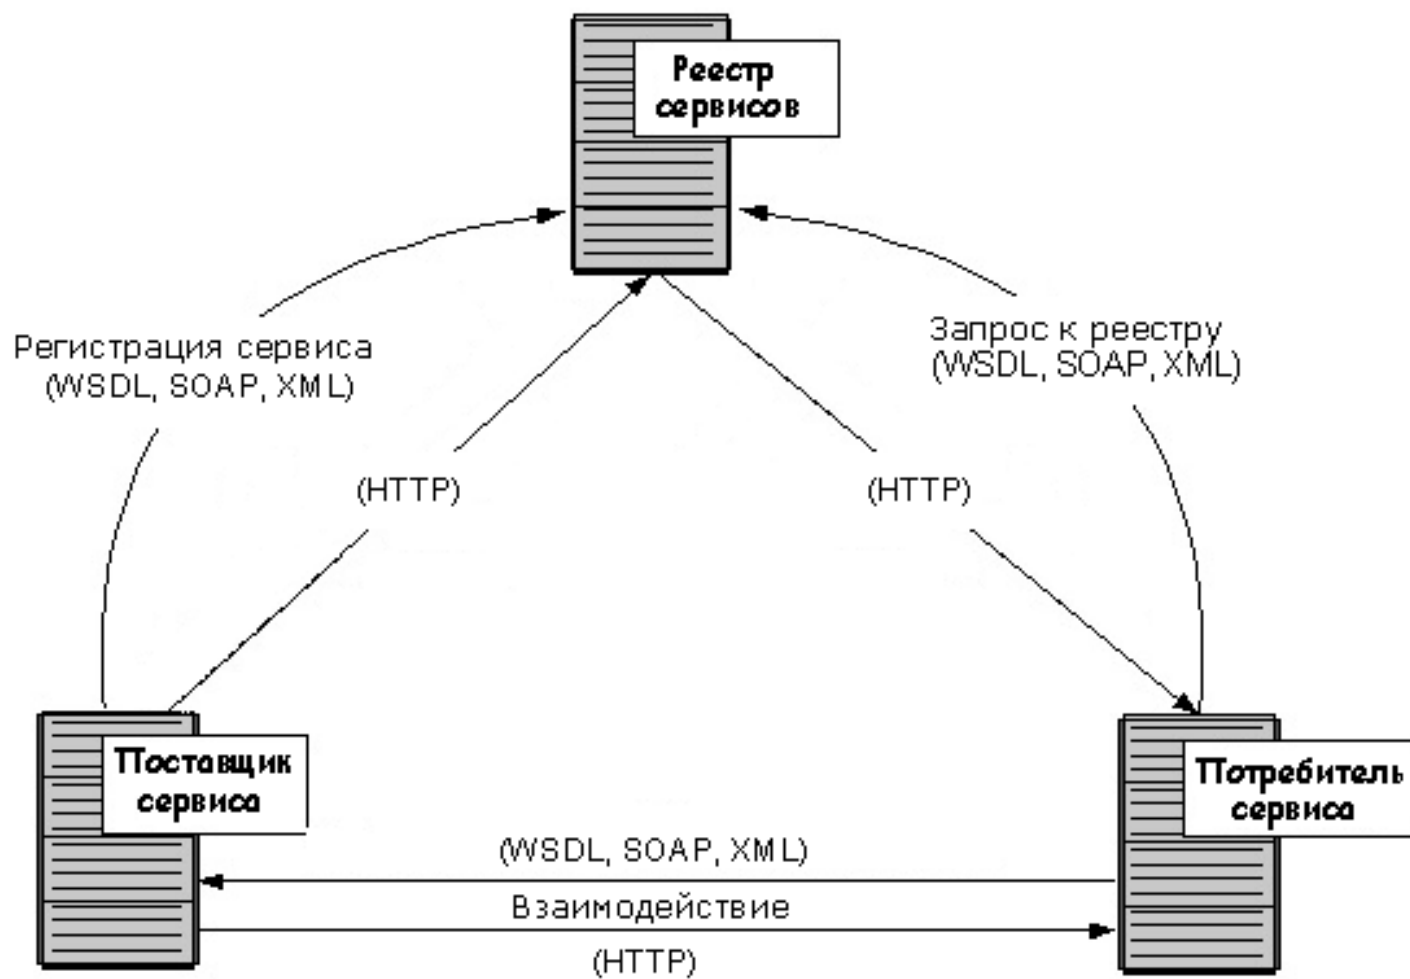 Реестр
сервисов
Регистрация сервиса
(WSDL, SOAP, XML)
Запрос к реестру
(WSDL, SOAP, XML)
(HTTP)
(HTTP)
Поставщик
сервиса
Потребитель
сервиса
(WSDL, SOAP, XML)
Взаимодействие
(HTTP)